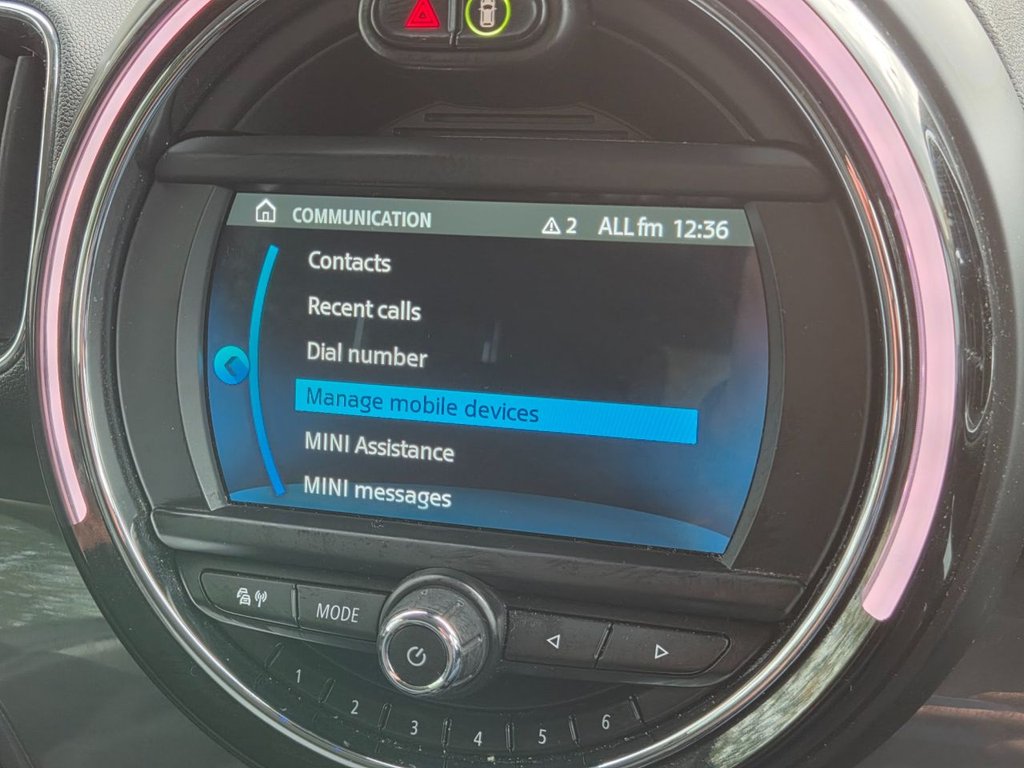 COMMUNICATION 2 ALL fm 12:36
Contacts
Recent calls
Dial number
Manage mobile devices
MINI Assistance
MINI messages
MODE
1 2 3 4 5 6